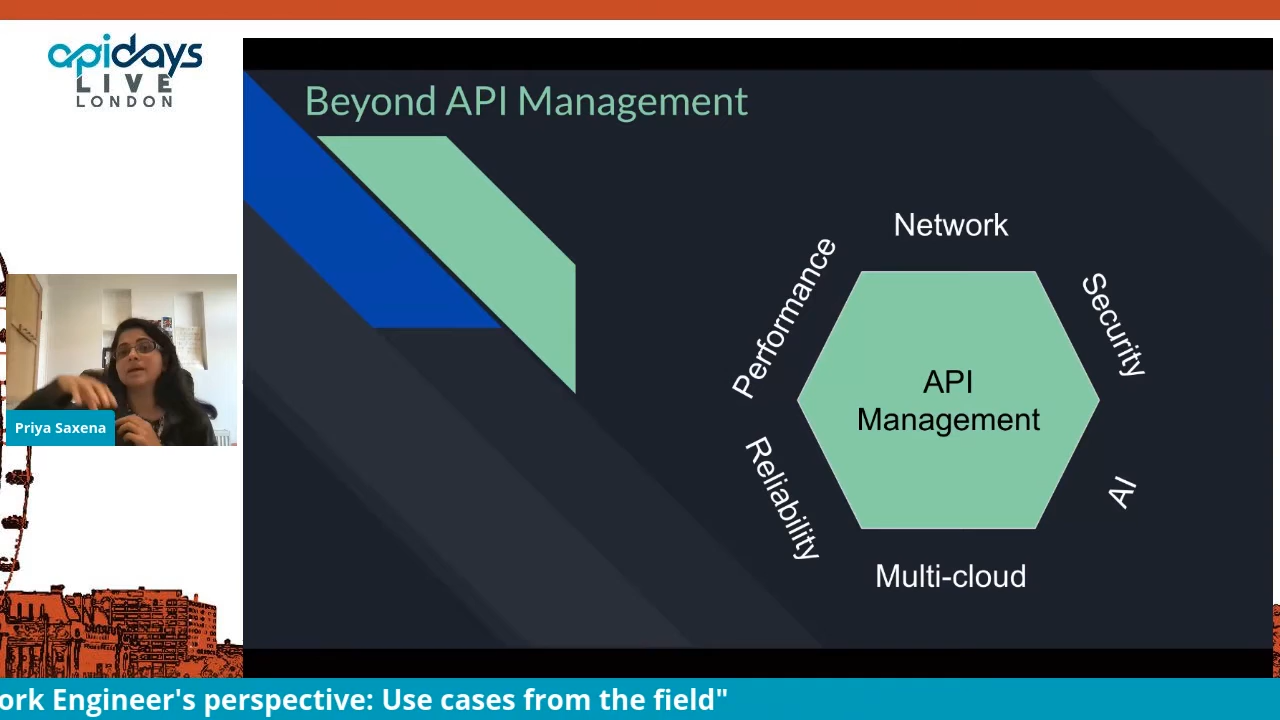 apidays
LIVE
LONDON
Beyond API Management
Network
Performance
Security
API
Management
Reliability
AI
Multi-cloud
Priya Saxena
ork Engineer's perspective: Use cases from the field"